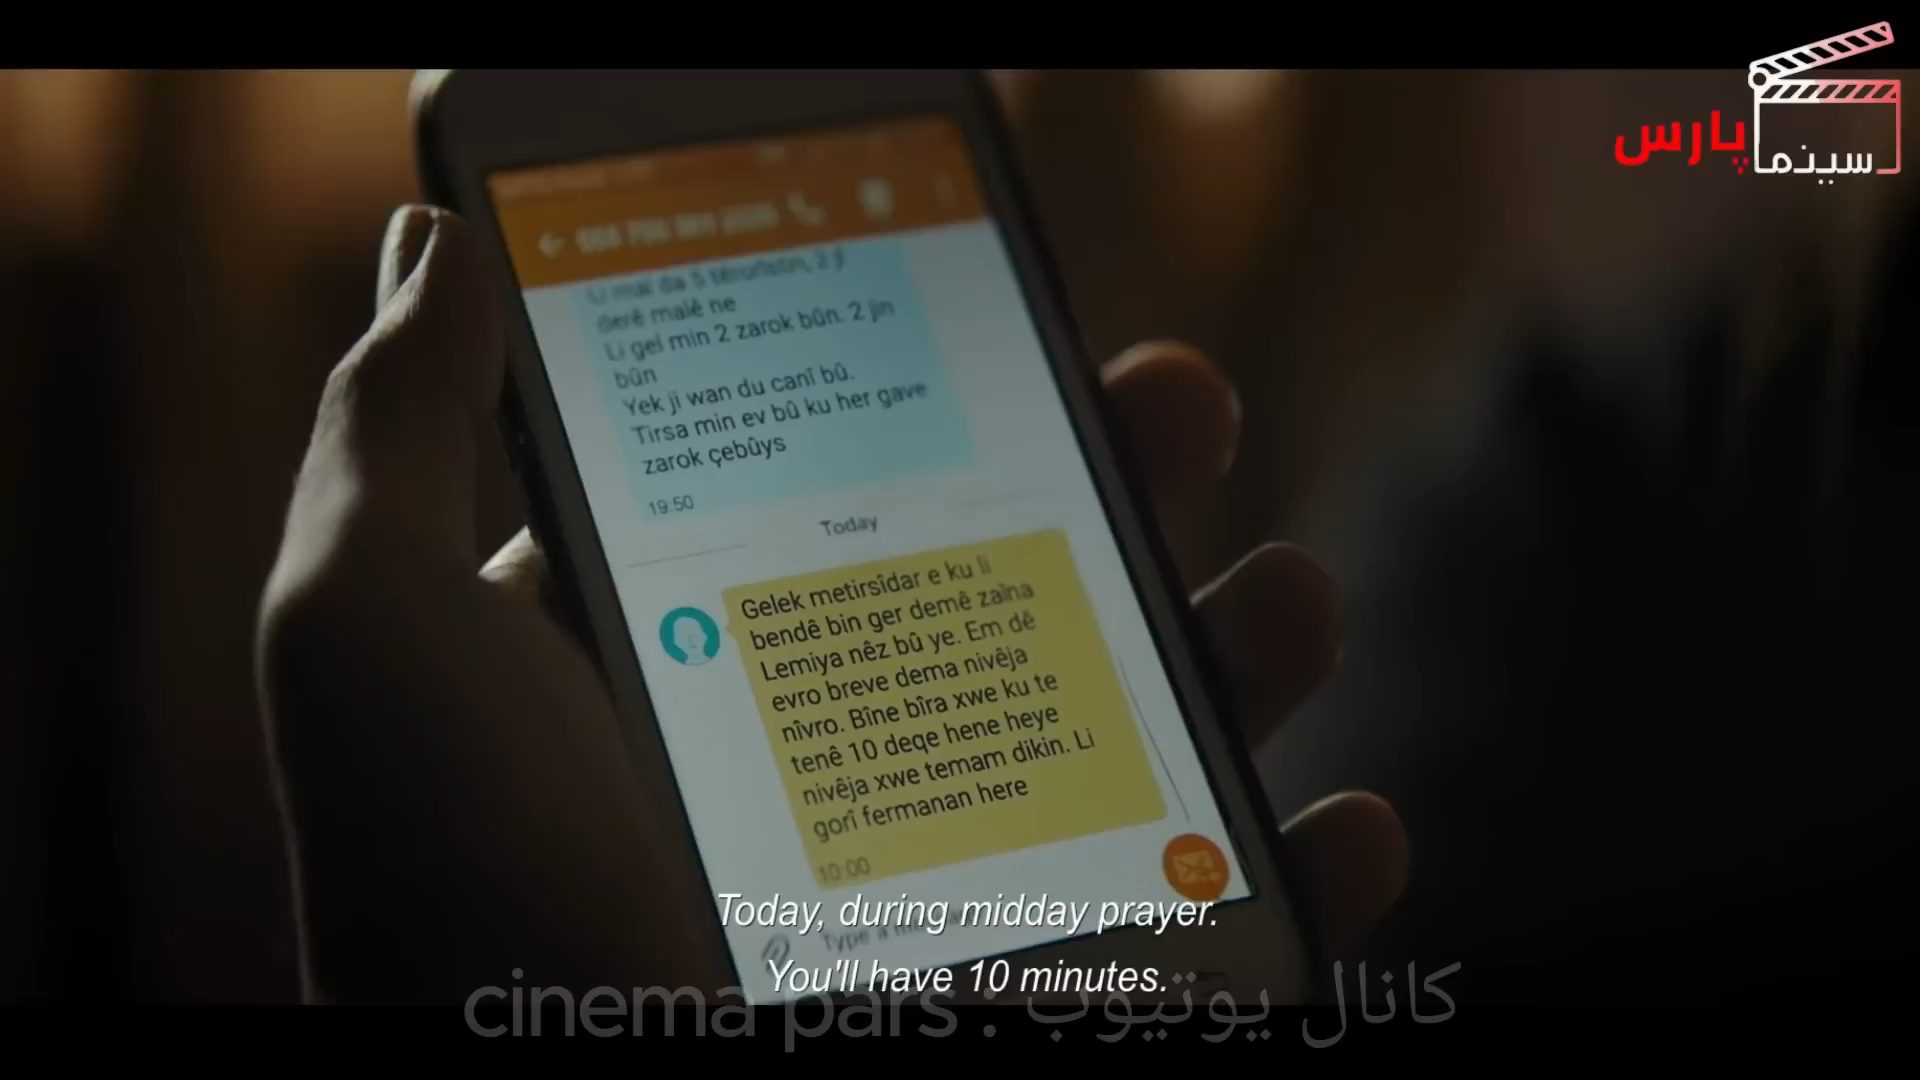 پارس
سینما
Li mal da 5 têrorîstin, 2 ji
derê malê ne
Li gel min 2 zarok bûn. 2 jin
bûn
Yek ji wan du canî bû.
Tirsa min ev bû ku her gave
zarok çebûys
19:50
Today
Gelek metirsîdar e ku li
bendê bin ger demê zaîna
Lemiya nêz bû ye. Em dê
evro breve dema nivêja
nîvro. Bîne bîra xwe ku te
tenê 10 deqe hene heye
nivêja xwe temam dikin. Li
gorî fermanan here
10:00
Type a
Today, during midday prayer.
You'll have 10 minutes.
کانال یوتیوب : cinema pars